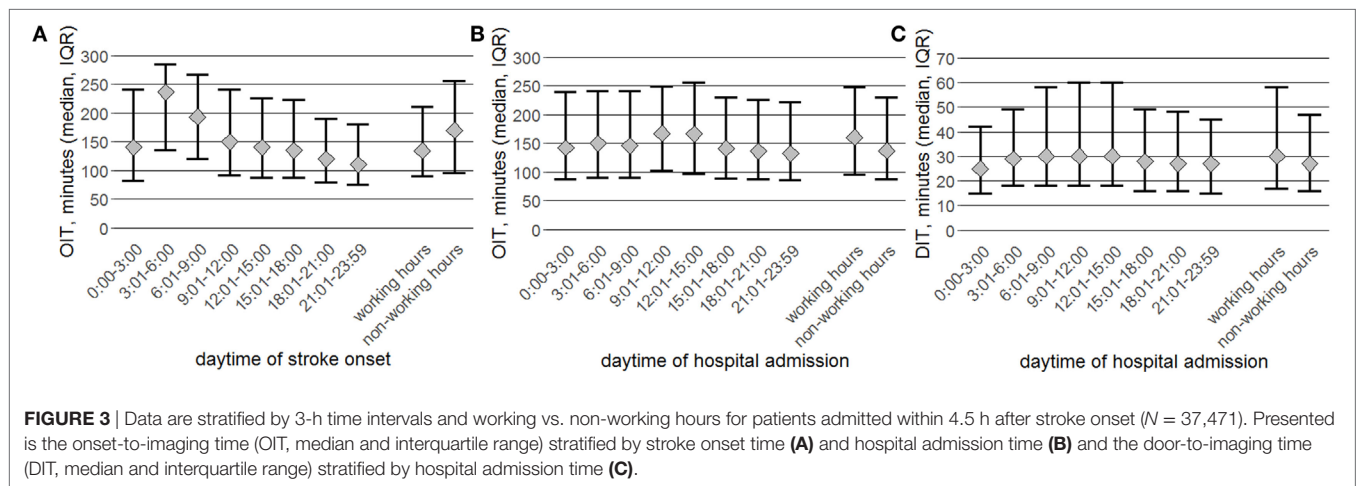 A
OIT, minutes (median, IQR)
300
250
200
150
100
50
0
0:00-3:00
3:01-6:00
6:01-9:00
9:01-12:00
12:01-15:00
15:01-18:00
18:01-21:00
21:01-23:59
working hours
non-working hours
daytime of stroke onset
B
OIT, minutes (median, IQR)
300
250
200
150
100
50
0
0:00-3:00
3:01-6:00
6:01-9:00
9:01-12:00
12:01-15:00
15:01-18:00
18:01-21:00
21:01-23:59
working hours
non-working hours
daytime of hospital admission
C
DIT, minutes (median, IQR)
70
60
50
40
30
20
10
0
0:00-3:00
3:01-6:00
6:01-9:00
9:01-12:00
12:01-15:00
15:01-18:00
18:01-21:00
21:01-23:59
working hours
non-working hours
daytime of hospital admission
FIGURE 3 | Data are stratified by 3-h time intervals and working vs. non-working hours for patients admitted within 4.5 h after stroke onset (N = 37,471). Presented
is the onset-to-imaging time (OIT, median and interquartile range) stratified by stroke onset time (A) and hospital admission time (B) and the door-to-imaging time
(DIT, median and interquartile range) stratified by hospital admission time (C).